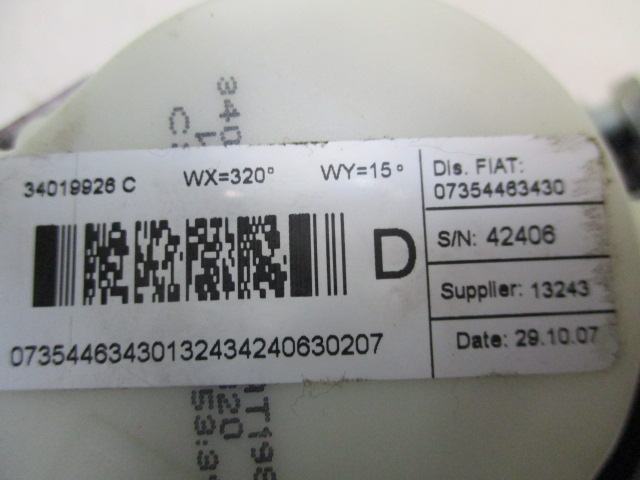 34019926 C WX=320° WY=15°
Dis. FIAT:
07354463430
D
S/N: 42406
Supplier: 13243
Date: 29.10.07
07354463430132434240630207